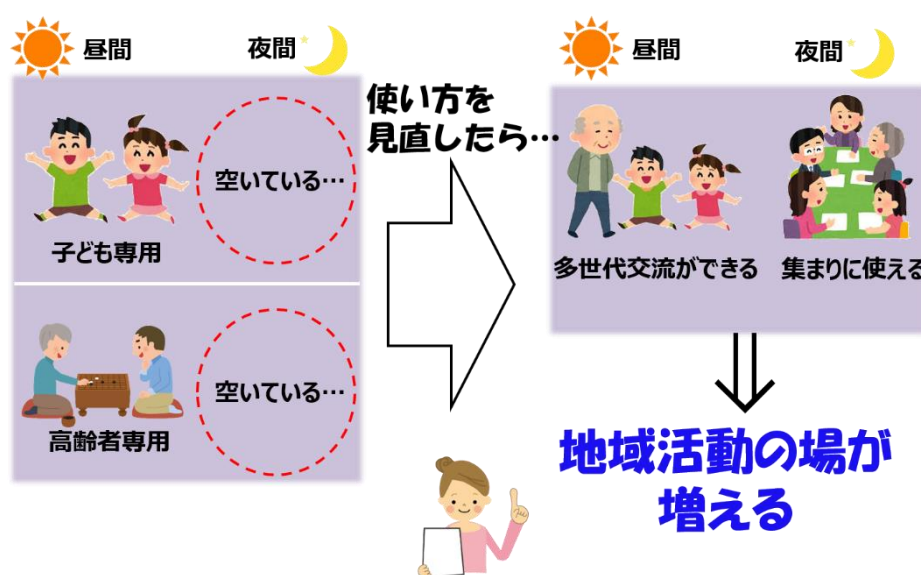 昼間
夜間
子ども専用
空いている…
高齢者専用
空いている…
使い方を
見直したら…
昼間
夜間
多世代交流ができる
集まりに使える
地域活動の場が
増える